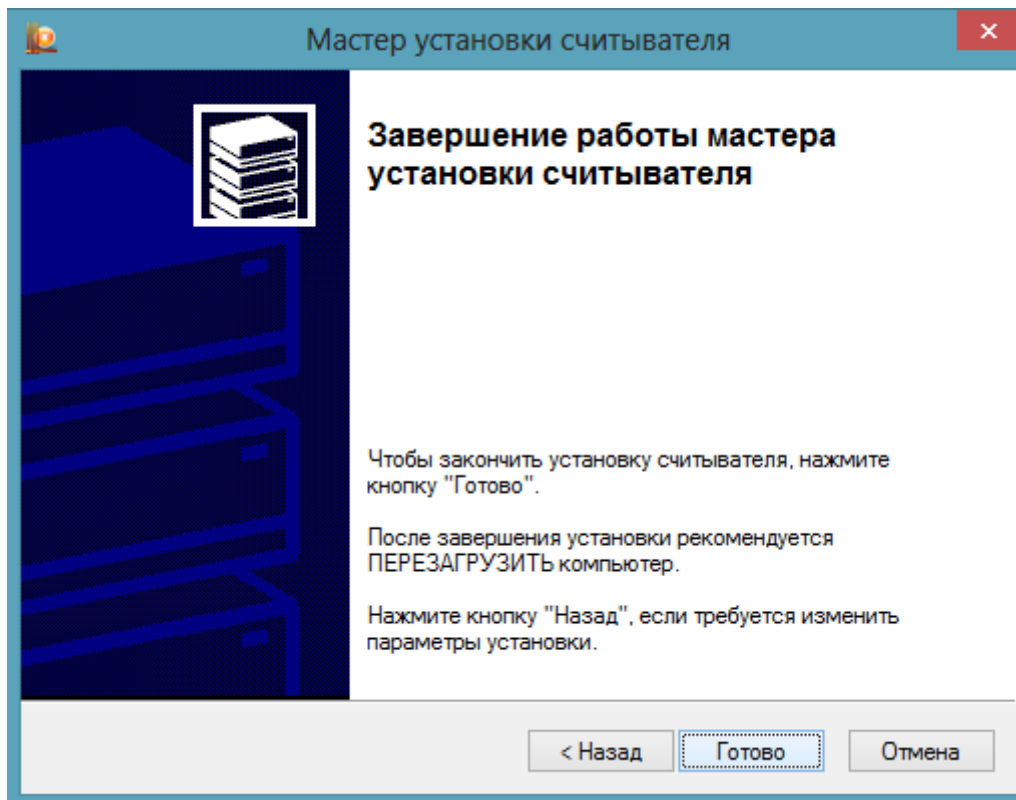 Мастер установки считывателя
Завершение работы мастера
установки считывателя
Чтобы закончить установку считывателя, нажмите
кнопку "Готово".
После завершения установки рекомендуется
ПЕРЕЗАГРУЗИТЬ компьютер.
Нажмите кнопку "Назад", если требуется изменить
параметры установки.
< Назад Готово Отмена